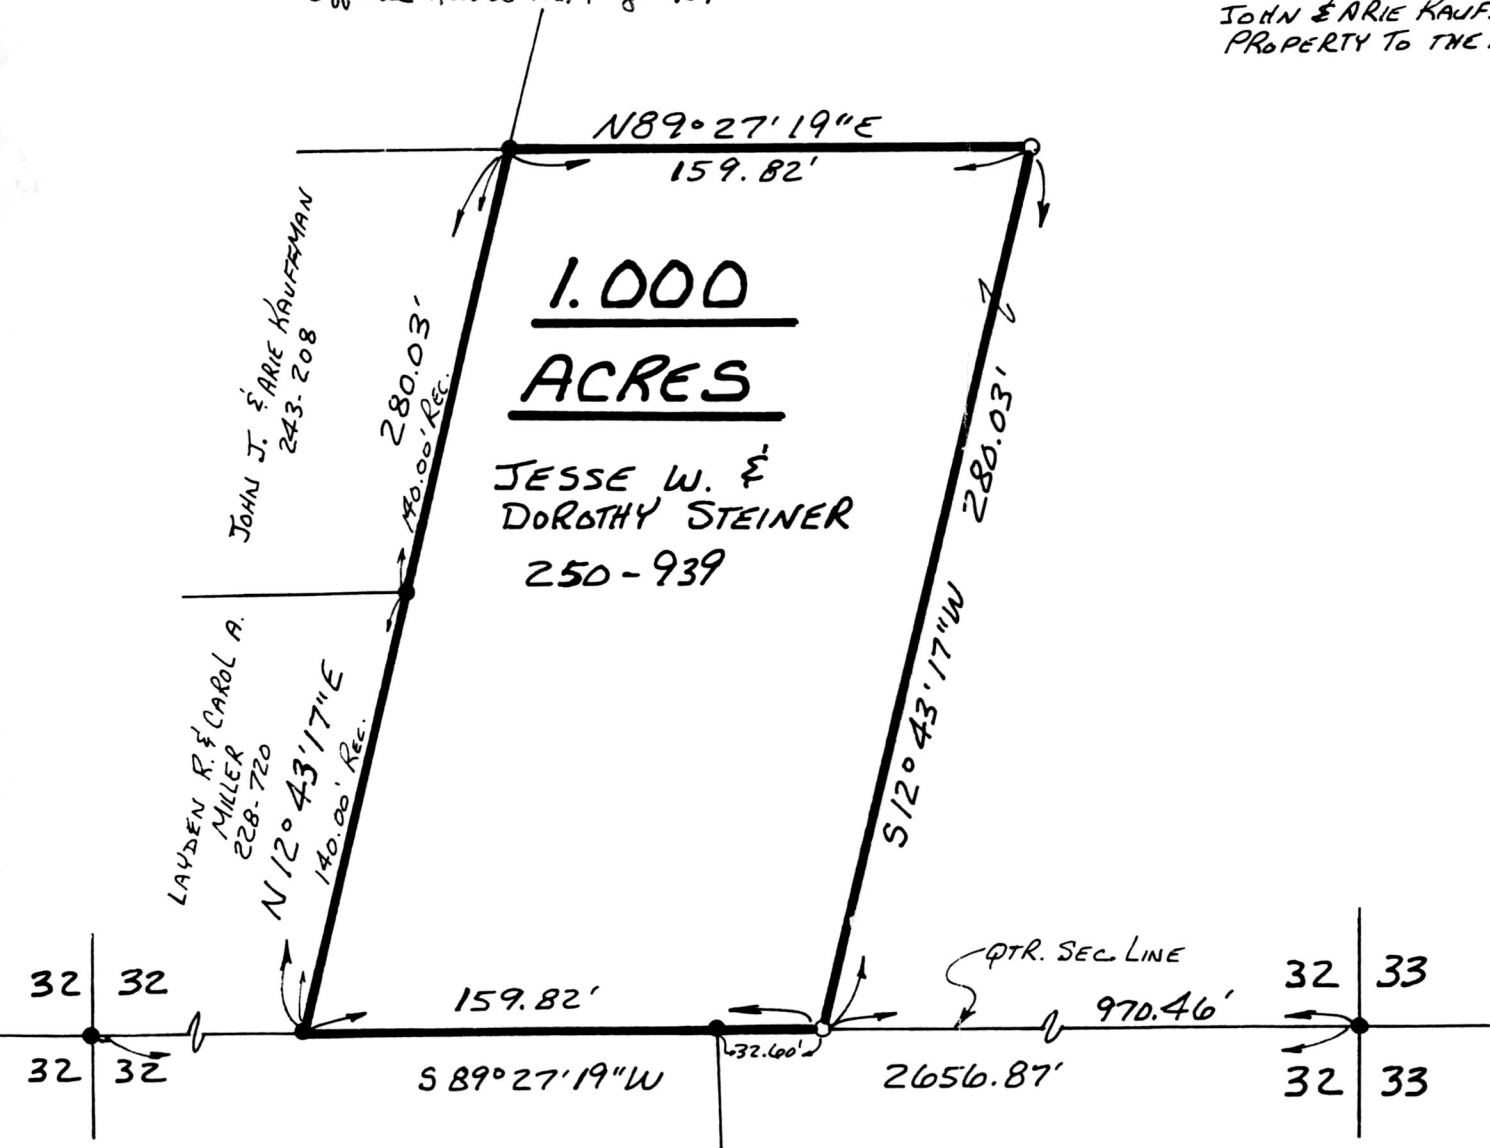 JOHN & ARIE
PROPERTY TO THE
N89°27'19"E
159.82'
1.000
ACRES
JESSE W. &
DOROTHY STEINER
250-939
JOHN J. & ARIE KAUFFMAN
243-208
280.03'
140.00' REC.
LAYDEN R. & CAROL A.
MILLER
228-720
N 12° 43' 17" E
140.00' REC.
280.03'
S 12° 43' 17" W
QTR. SEC. LINE
32 32
32 32
159.82'
32.60'
S 89° 27' 19" W
970.46'
2656.87'
32 33
32 33